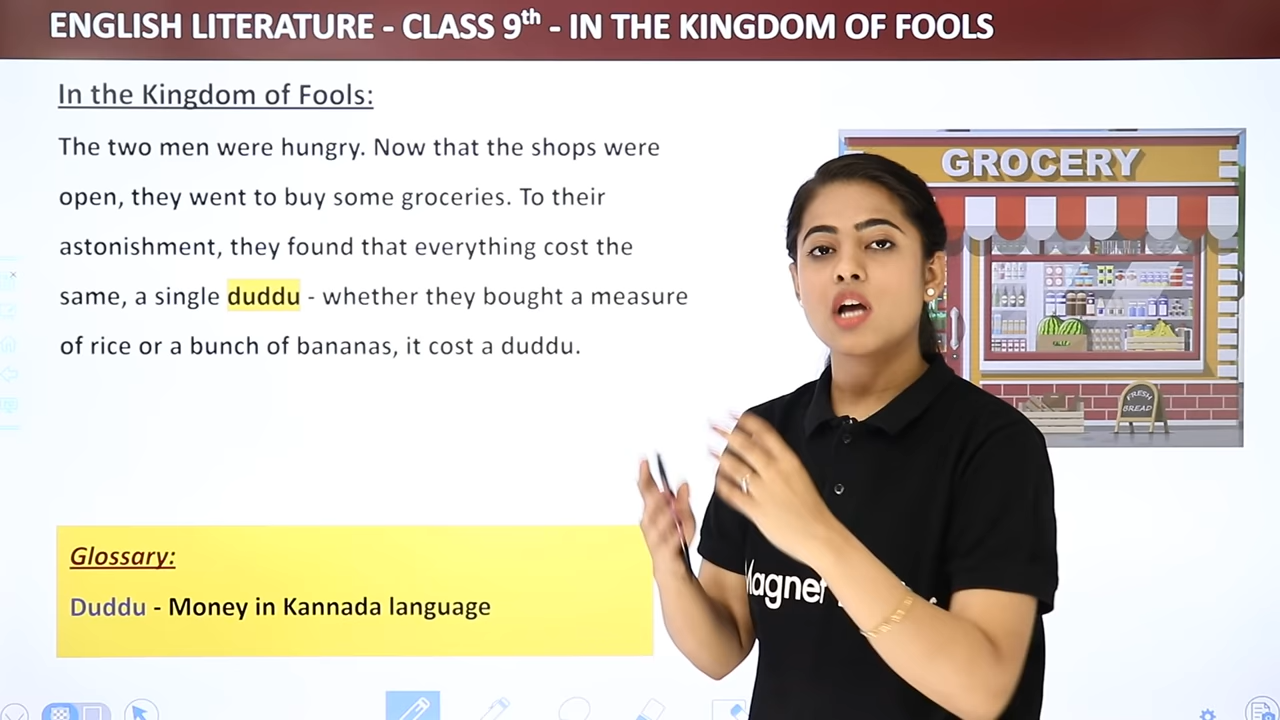 ENGLISH LITERATURE - CLASS 9th - IN THE KINGDOM OF FOOLS
In the Kingdom of Fools:
The two men were hungry. Now that the shops were
open, they went to buy some groceries. To their
astonishment, they found that everything cost the
same, a single duddu - whether they bought a measure
of rice or a bunch of bananas, it cost a duddu.
GROCERY
FRESH
BREAD
Glossary:
Duddu - Money in Kannada language
Magnet